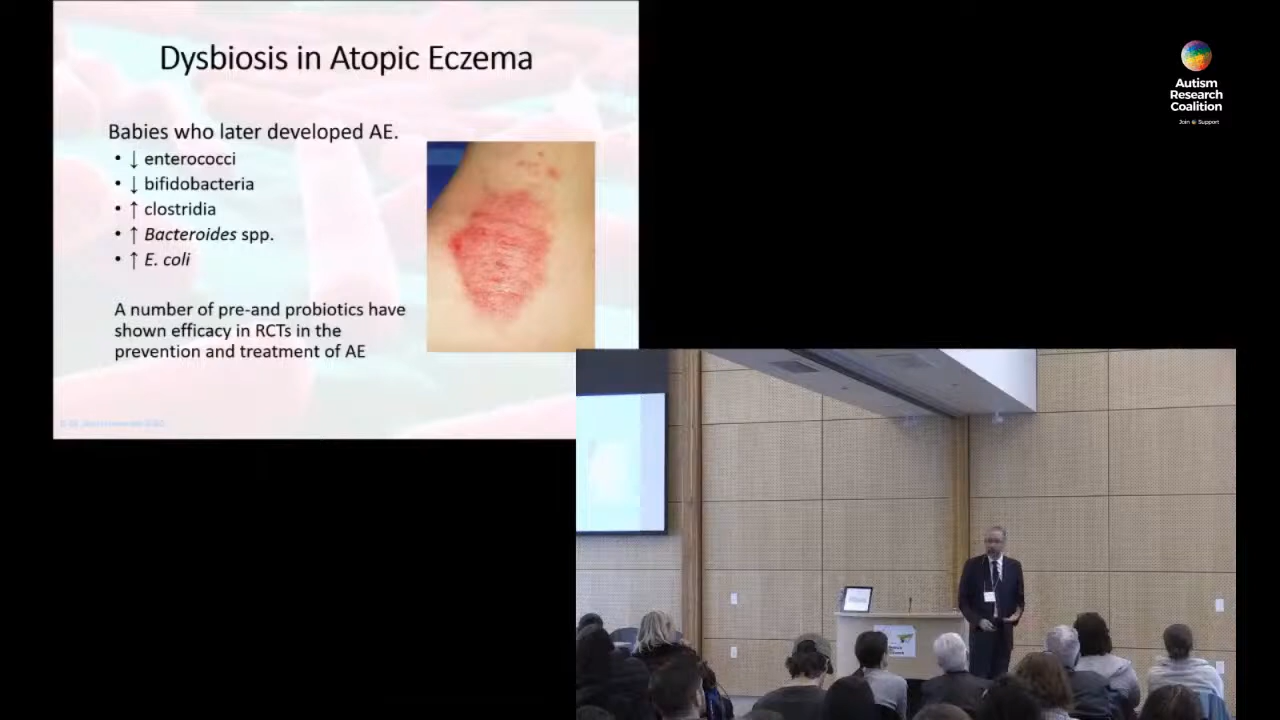 Dysbiosis in Atopic Eczema
Babies who later developed AE.
• ↓ enterococci
• ↓ bifidobacteria
• ↑ clostridia
• ↑ Bacteroides spp.
• ↑ E. coli
A number of pre-and probiotics have
shown efficacy in RCTs in the
prevention and treatment of AE
Autism
Research
Coalition
Join & Support